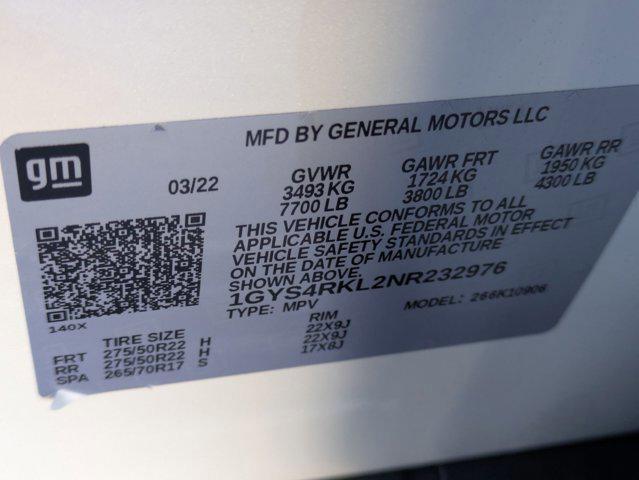 MFD BY GENERAL MOTORS LLC
gm
03/22
GVWR GAWR FRT GAWR RR
3493 KG 1724 KG 1950 KG
7700 LB 3800 LB 4300 LB
THIS VEHICLE CONFORMS TO ALL
APPLICABLE U.S. FEDERAL MOTOR
VEHICLE SAFETY STANDARDS IN EFFECT
ON THE DATE OF MANUFACTURE
SHOWN ABOVE.
1GYS4RKL2NR232976
TYPE: MPV MODEL: 266K10906
140X
TIRE SIZE RIM
FRT 275/50R22 H 22X9J
RR 275/50R22 H 22X9J
SPA 265/70R17 S 17X8J